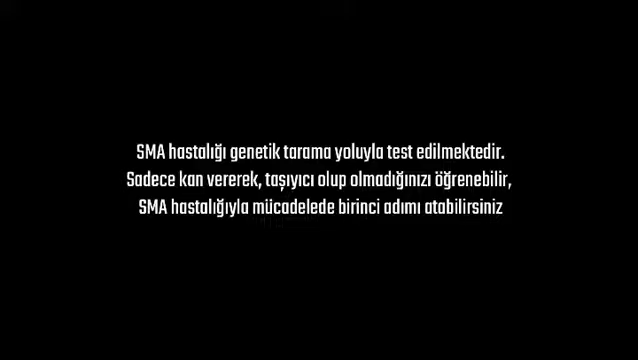 SMA hastalığı genetik tarama yoluyla test edilmektedir.
Sadece kan vererek, taşıyıcı olup olmadığınızı öğrenebilir,
SMA hastalığıyla mücadelede birinci adımı atabilirsiniz